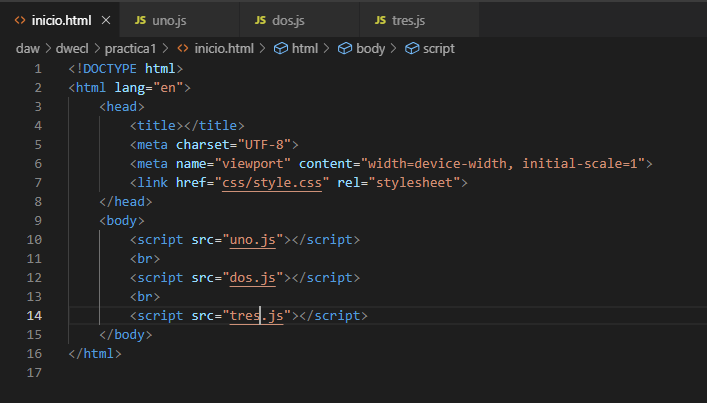 <> inicio.html × JS uno.js JS dos.js JS tres.js
daw > dwecl > practica1 > <> inicio.html > html > body > script
1 <!DOCTYPE html>
2 <html lang="en">
3 <head>
4 <title></title>
5 <meta charset="UTF-8">
6 <meta name="viewport" content="width=device-width, initial-scale=1">
7 <link href="css/style.css" rel="stylesheet">
8 </head>
9 <body>
10 <script src="uno.js"></script>
11 <br>
12 <script src="dos.js"></script>
13 <br>
14 <script src="tres.js"></script>
15 </body>
16 </html>
17